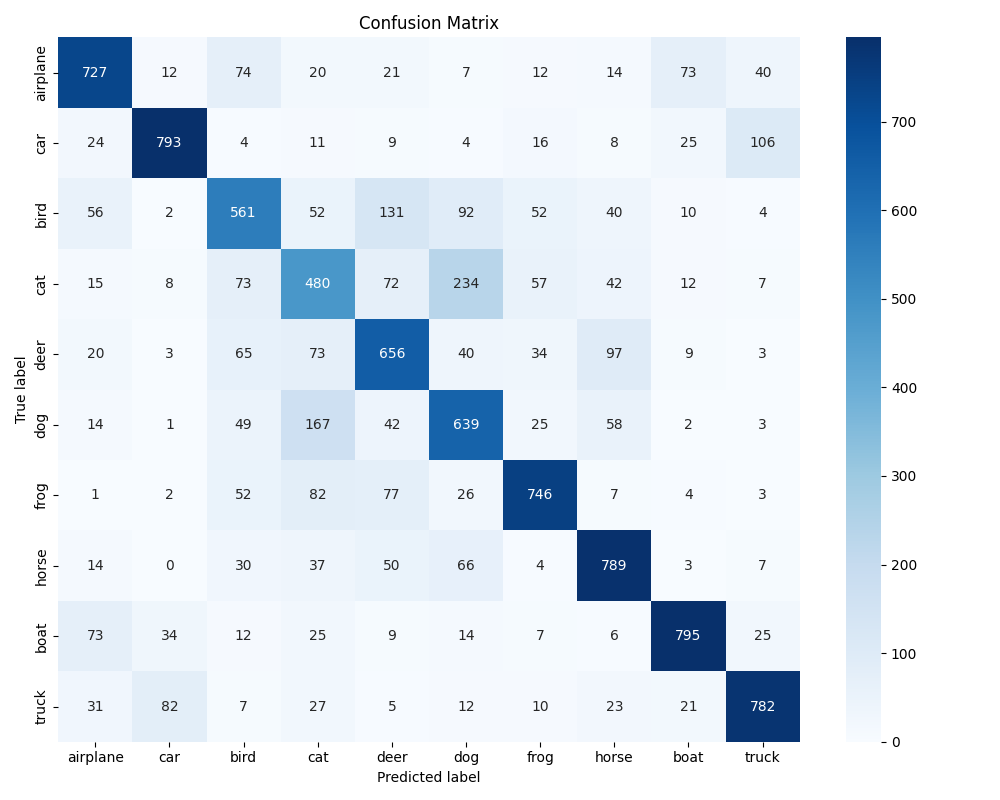 Confusion Matrix
airplane 727 12 74 20 21 7 12 14 73 40
car 24 793 4 11 9 4 16 8 25 106
bird 56 2 561 52 131 92 52 40 10 4
cat 15 8 73 480 72 234 57 42 12 7
deer 20 3 65 73 656 40 34 97 9 3
dog 14 1 49 167 42 639 25 58 2 3
frog 1 2 52 82 77 26 746 7 4 3
horse 14 0 30 37 50 66 4 789 3 7
boat 73 34 12 25 9 14 7 6 795 25
truck 31 82 7 27 5 12 10 23 21 782
airplane car bird cat deer dog frog horse boat truck
Predicted label
True label
700
600
500
400
300
200
100
0